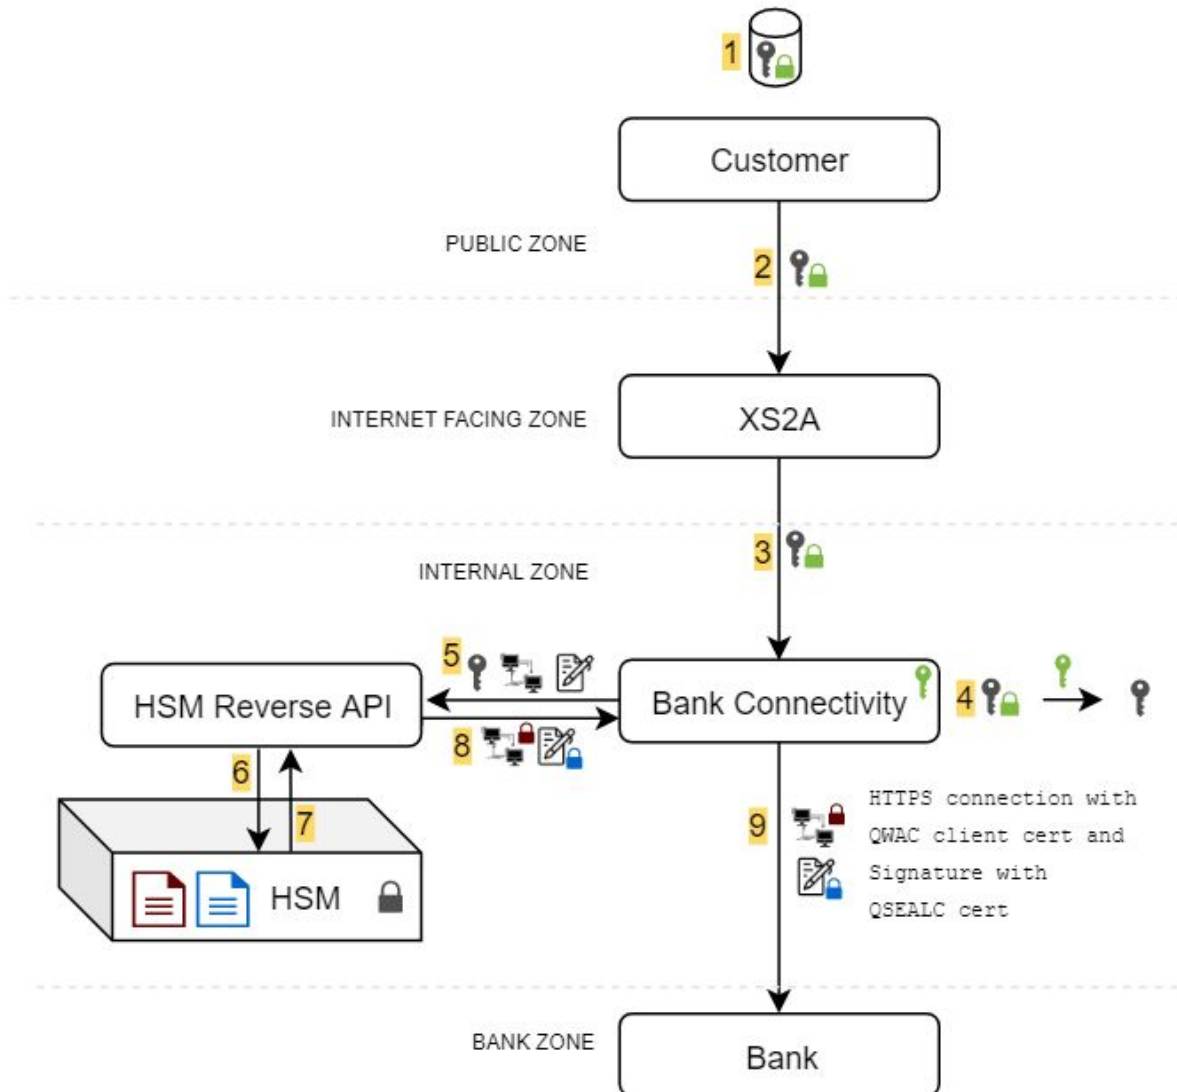 1
Customer
PUBLIC ZONE
2
INTERNET FACING ZONE
XS2A
3
INTERNAL ZONE
5
HSM Reverse API
Bank Connectivity
4
8
6
7
HSM
9
HTTPS connection with
QWAC client cert and
Signature with
QSEALC cert
BANK ZONE
Bank